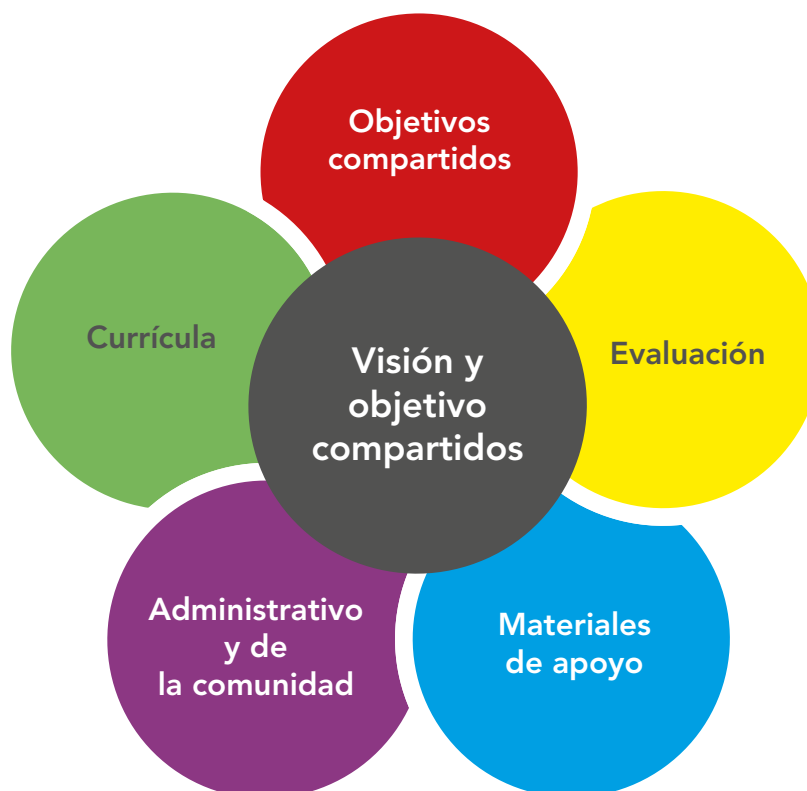 Objetivos
compartidos
Currícula
Visión y
objetivo
compartidos
Evaluación
Administrativo
y de
la comunidad
Materiales
de apoyo